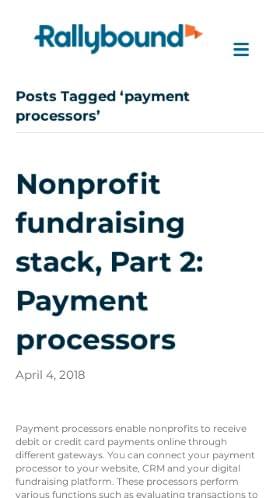 Rallybound
Posts Tagged ‘payment
processors’
Nonprofit
fundraising
stack, Part 2:
Payment
processors
April 4, 2018
Payment processors enable nonprofits to receive
debit or credit card payments online through
different gateways. You can connect your payment
processor to your website, CRM and your digital
fundraising platform. These processors perform
various functions such as evaluating transactions to